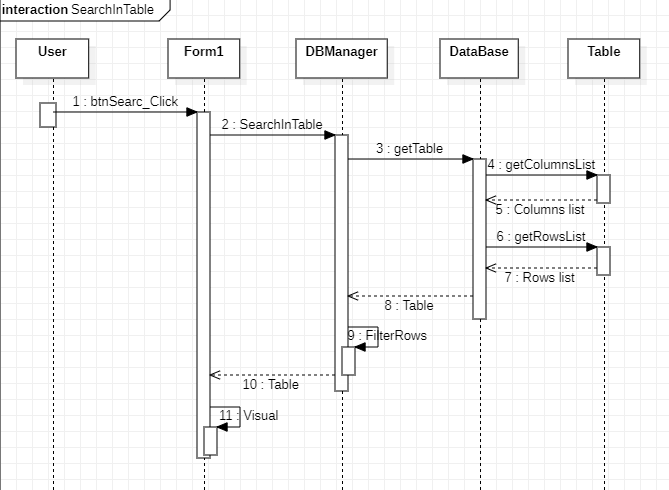 interaction SearchInTable
User
Form1
DBManager
DataBase
Table
1 : btnSearc_Click
2 : SearchInTable
3 : getTable
4 : getColumnsList
5 : Columns list
6 : getRowsList
7 : Rows list
8 : Table
9 : FilterRows
10 : Table
11 : Visual